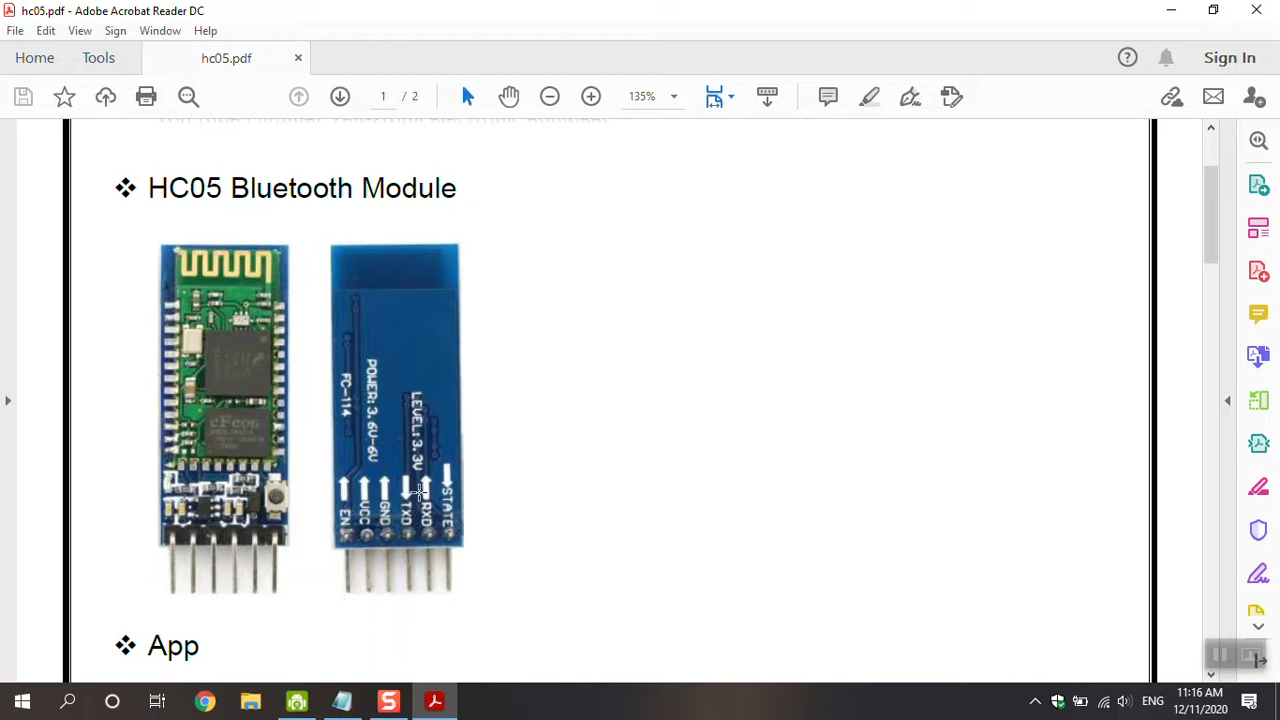 hc05.pdf - Adobe Acrobat Reader DC
File Edit View Sign Window Help
Home Tools hc05.pdf Sign In
1 / 2 135%
❖ HC05 Bluetooth Module
FC-114
POWER: 3.6V-6V
LEVEL: 3.3V
EN
VCC
GND
TXD
RXD
STATE
cFeon
❖ App
ENG
11:16 AM
12/11/2020